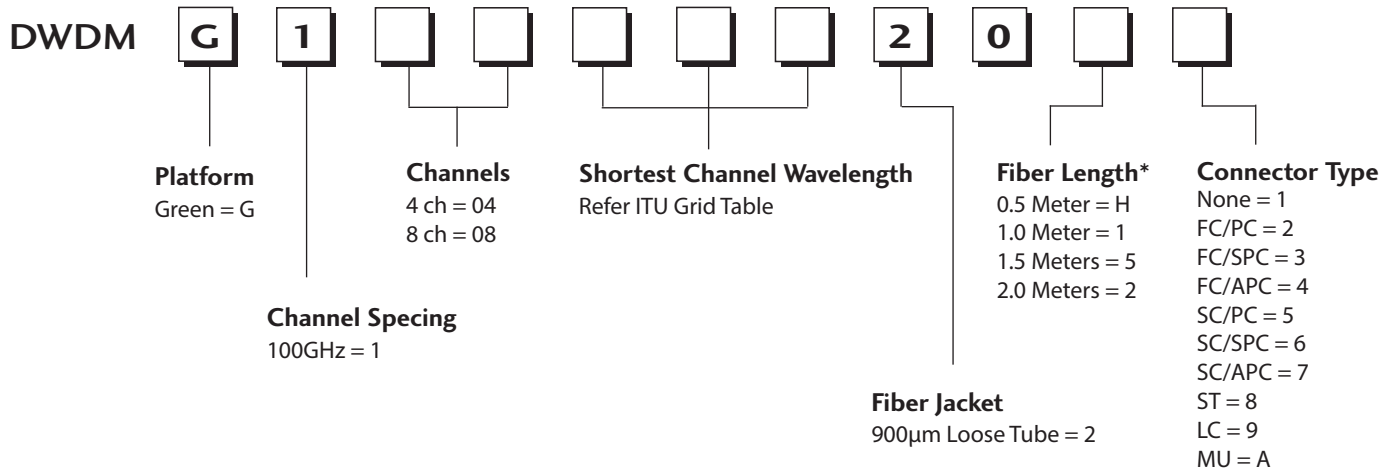 DWDM G 1 2 0
Platform
Green = G
Channel Specing
100GHz = 1
Channels
4 ch = 04
8 ch = 08
Shortest Channel Wavelength
Refer ITU Grid Table
Fiber Jacket
900µm Loose Tube = 2
Fiber Length*
0.5 Meter = H
1.0 Meter = 1
1.5 Meters = 5
2.0 Meters = 2
Connector Type
None = 1
FC/PC = 2
FC/SPC = 3
FC/APC = 4
SC/PC = 5
SC/SPC = 6
SC/APC = 7
ST = 8
LC = 9
MU = A